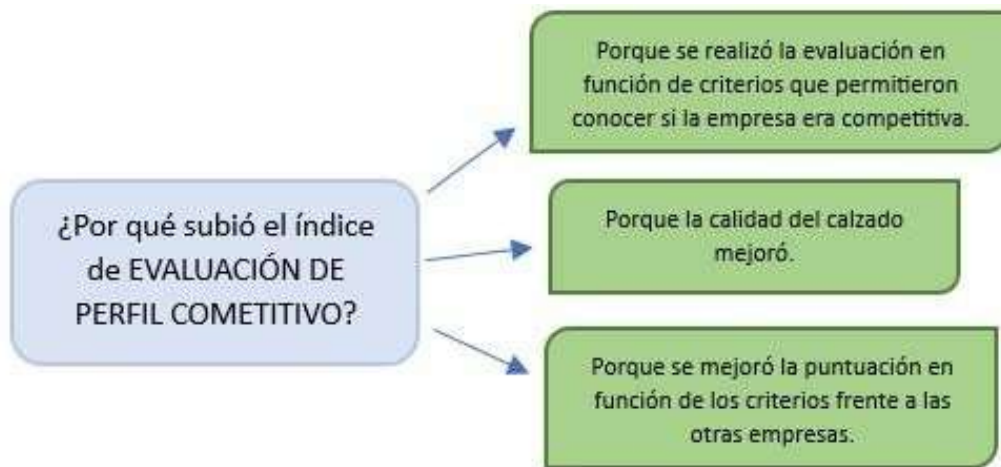 Porque se realizó la evaluación en
función de criterios que permitieron
conocer si la empresa era competitiva.
¿Por qué subió el índice
de EVALUACIÓN DE
PERFIL COMETITIVO?
Porque la calidad del calzado
mejoró.
Porque se mejoró la puntuación en
función de los criterios frente a las
otras empresas.